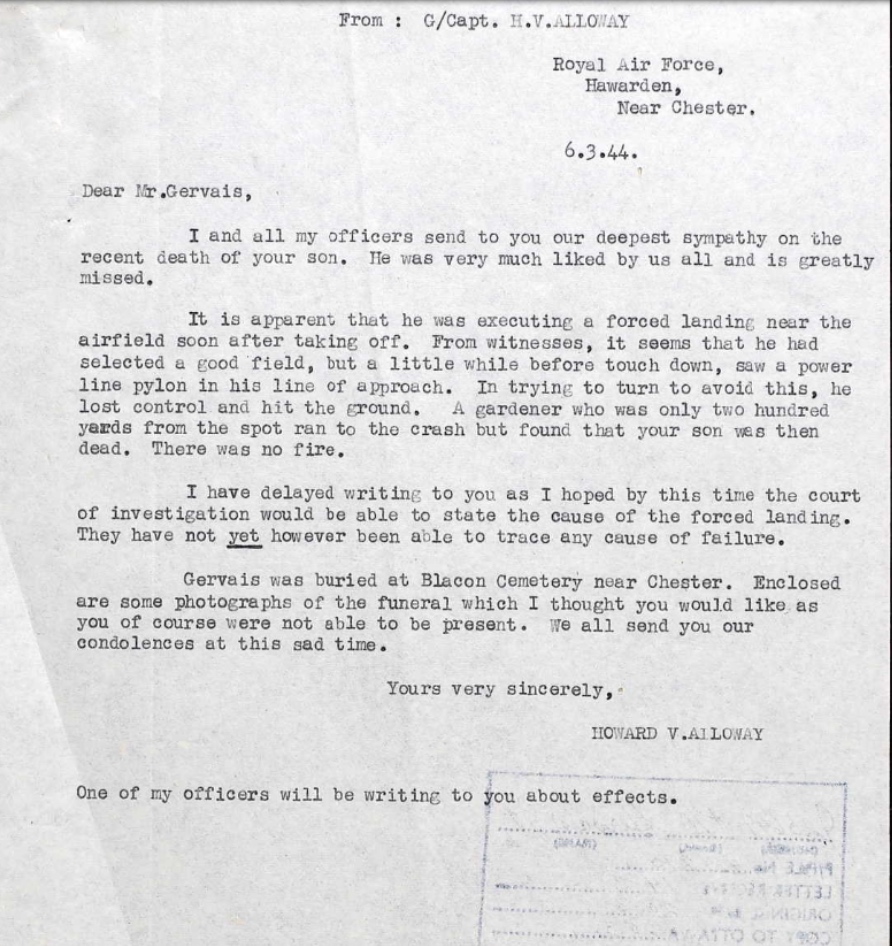 From : G/Capt. H.V.ALLOWAY
Royal Air Force,
Hawarden,
Near Chester.
6.3.44.
Dear Mr.Gervais,
I and all my officers send to you our deepest sympathy on the
recent death of your son. He was very much liked by us all and is greatly
missed.
It is apparent that he was executing a forced landing near the
airfield soon after taking off. From witnesses, it seems that he had
selected a good field, but a little while before touch down, saw a power
line pylon in his line of approach. In trying to turn to avoid this, he
lost control and hit the ground. A gardener who was only two hundred
yards from the spot ran to the crash but found that your son was then
dead. There was no fire.
I have delayed writing to you as I hoped by this time the court
of investigation would be able to state the cause of the forced landing.
They have not yet however been able to trace any cause of failure.
Gervais was buried at Blacon Cemetery near Chester. Enclosed
are some photographs of the funeral which I thought you would like as
you of course were not able to be present. We all send you our
condolences at this sad time.
Yours very sincerely,
HOWARD V.ALLOWAY
One of my officers will be writing to you about effects.
LETTER
ORIGINAL
COPY TO OTTAWA